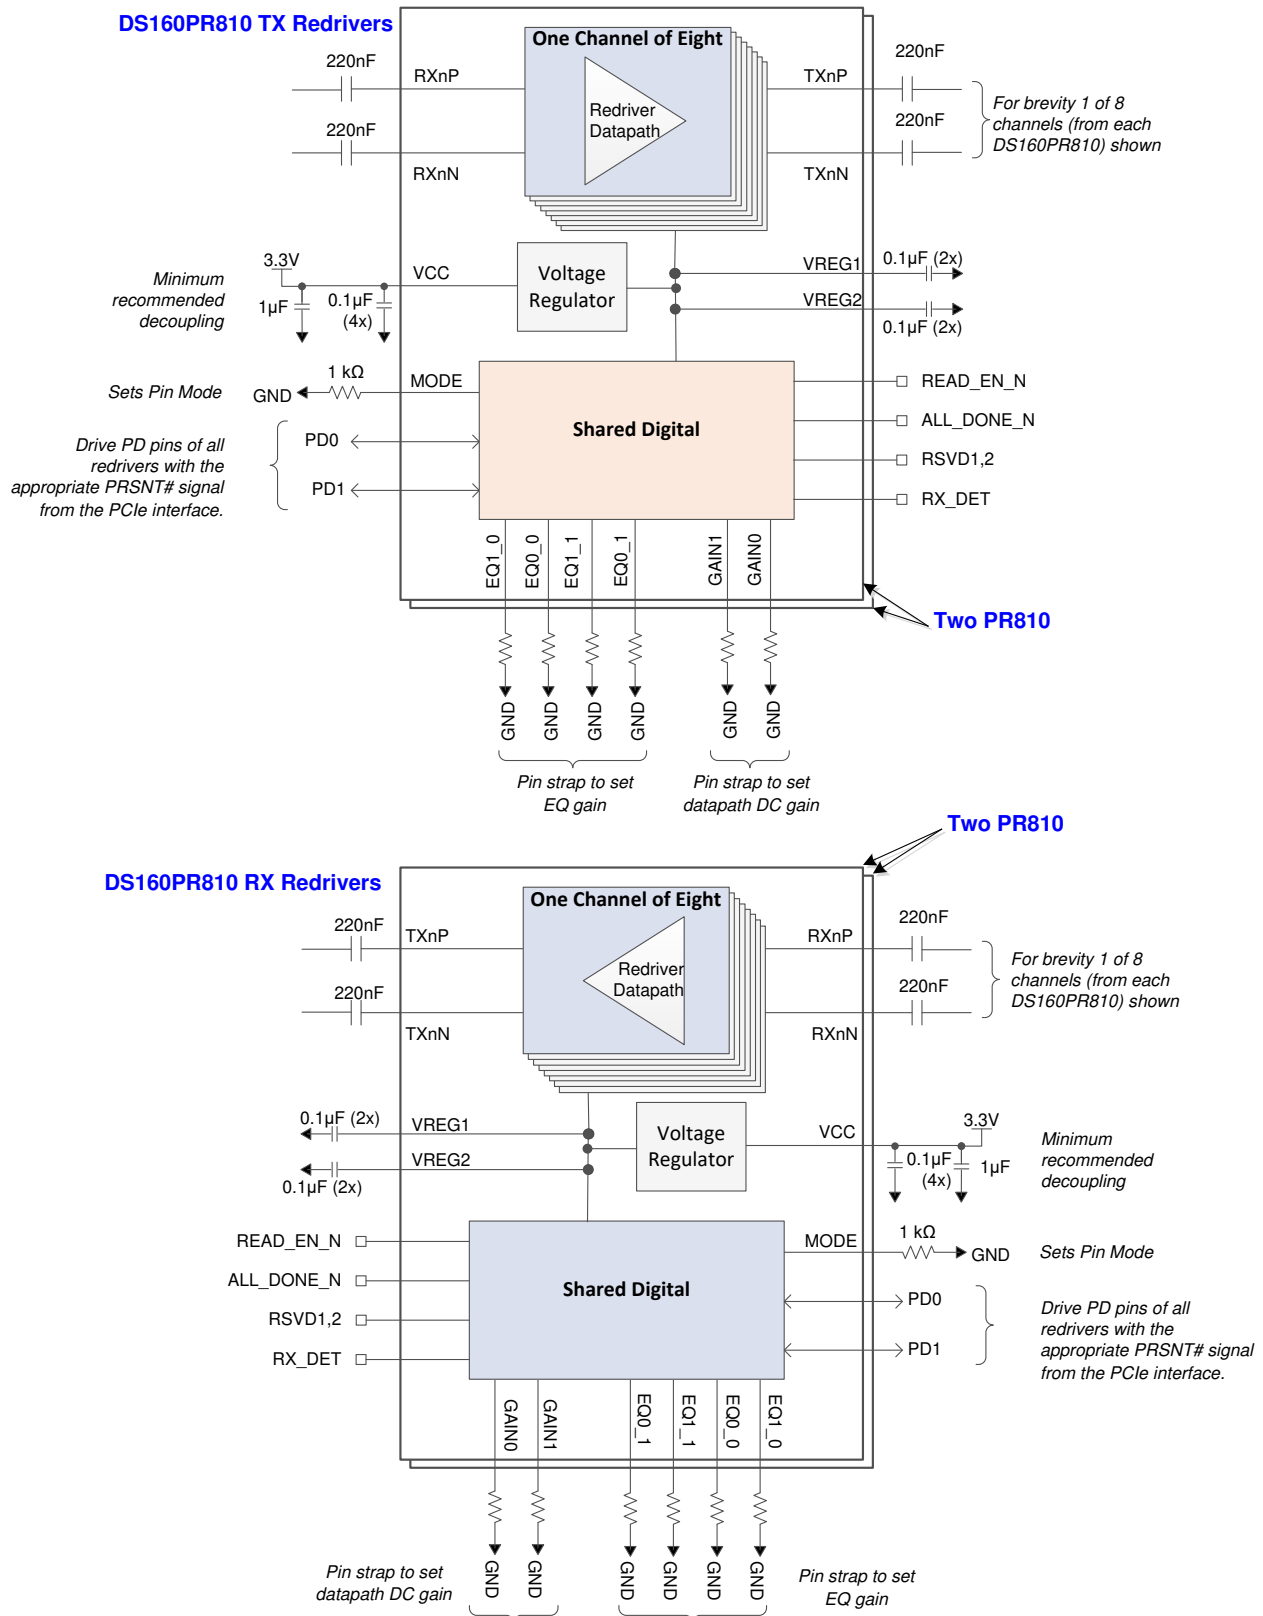 DS160PR810 TX Redrivers
One Channel of Eight
220nF
RXnP
TXnP
220nF
Redriver
Datapath
For brevity 1 of 8
channels (from each
DS160PR810) shown
220nF
220nF
RXnN
TXnN
3.3V
VCC
Voltage
Regulator
VREG1
0.1µF (2x)
Minimum
recommended
decoupling
1µF
0.1µF
(4x)
VREG2
0.1µF (2x)
Sets Pin Mode
GND
1 kΩ
MODE
Shared Digital
READ_EN_N
ALL_DONE_N
RSVD1,2
RX_DET
Drive PD pins of all
redrivers with the
appropriate PRSNT# signal
from the PCIe interface.
PD0
PD1
EQ1_0
EQ0_0
EQ1_1
EQ0_1
GAIN1
GAIN0
Two PR810
GND
GND
GND
GND
GND
GND
Pin strap to set
EQ gain
Pin strap to set
datapath DC gain
Two PR810
DS160PR810 RX Redrivers
One Channel of Eight
220nF
TXnP
RXnP
220nF
Redriver
Datapath
For brevity 1 of 8
channels (from each
DS160PR810) shown
220nF
220nF
TXnN
RXnN
0.1µF (2x)
VREG1
VREG2
0.1µF (2x)
Voltage
Regulator
VCC
3.3V
0.1µF
(4x)
1µF
Minimum
recommended
decoupling
READ_EN_N
ALL_DONE_N
RSVD1,2
RX_DET
Shared Digital
MODE
1 kΩ
GND
Sets Pin Mode
PD0
PD1
Drive PD pins of all
redrivers with the
appropriate PRSNT# signal
from the PCIe interface.
GAIN0
GAIN1
EQ0_1
EQ1_1
EQ0_0
EQ1_0
GND
GND
GND
GND
GND
GND
Pin strap to set
datapath DC gain
Pin strap to set
EQ gain